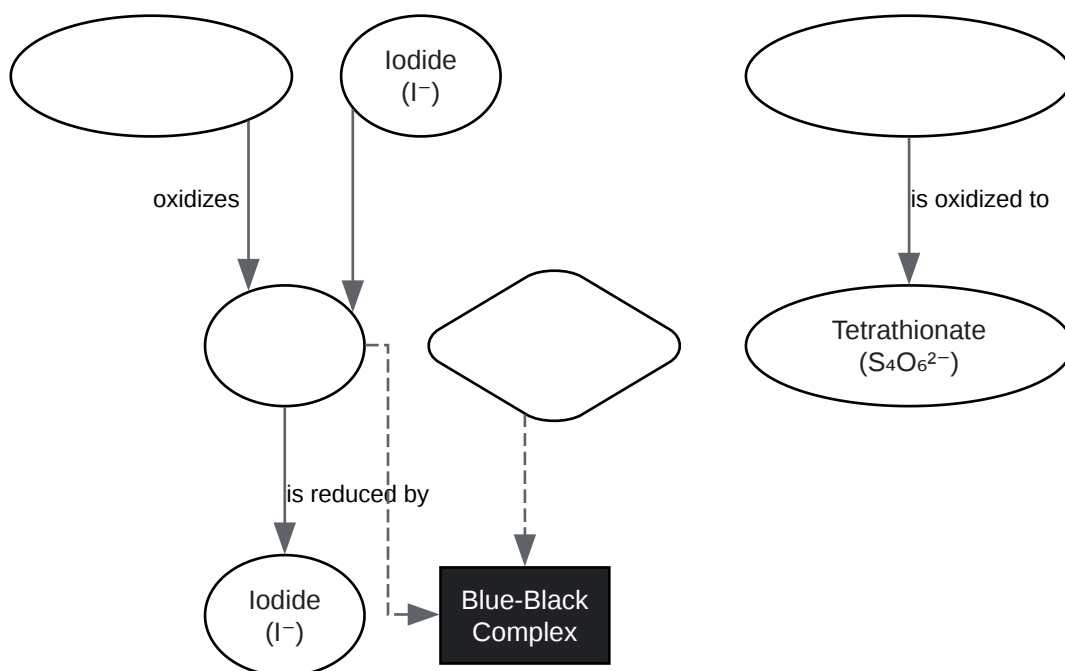 Iodide
(I⁻)
oxidizes
is oxidized to
Tetrathionate
(S₄O₆²⁻)
is reduced by
Iodide
(I⁻)
Blue-Black
Complex